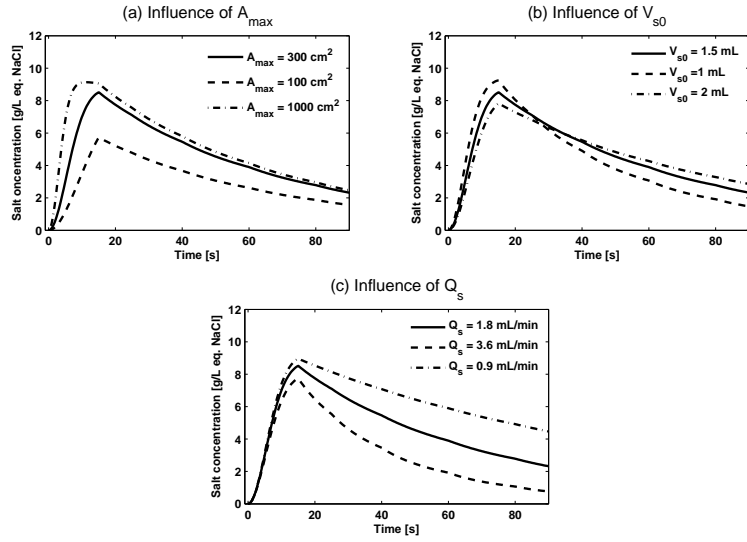 (a) Influence of A_max
Salt oncentration [g/L eq. NaCl]
12
10
8
6
4
2
0
A_max = 300 cm²
A_max = 100 cm²
A_max = 1000 cm²
0 20 40 60 80
Time [s]
(b) Influence of V_s0
Salt concentration [g/L eq. NaCl]
12
10
8
6
4
2
0
V_s0 = 1.5 mL
V_s0 =1 mL
V_s0 = 2 mL
0 20 40 60 80
Time [s]
(c) Influence of Q_s
Salt concentration [g/L eq. NaCl]
12
10
8
6
4
2
0
Q_s = 1.8 mL/min
Q_s = 3.6 mL/min
Q_s = 0.9 mL/min
0 20 40 60 80
Time [s]